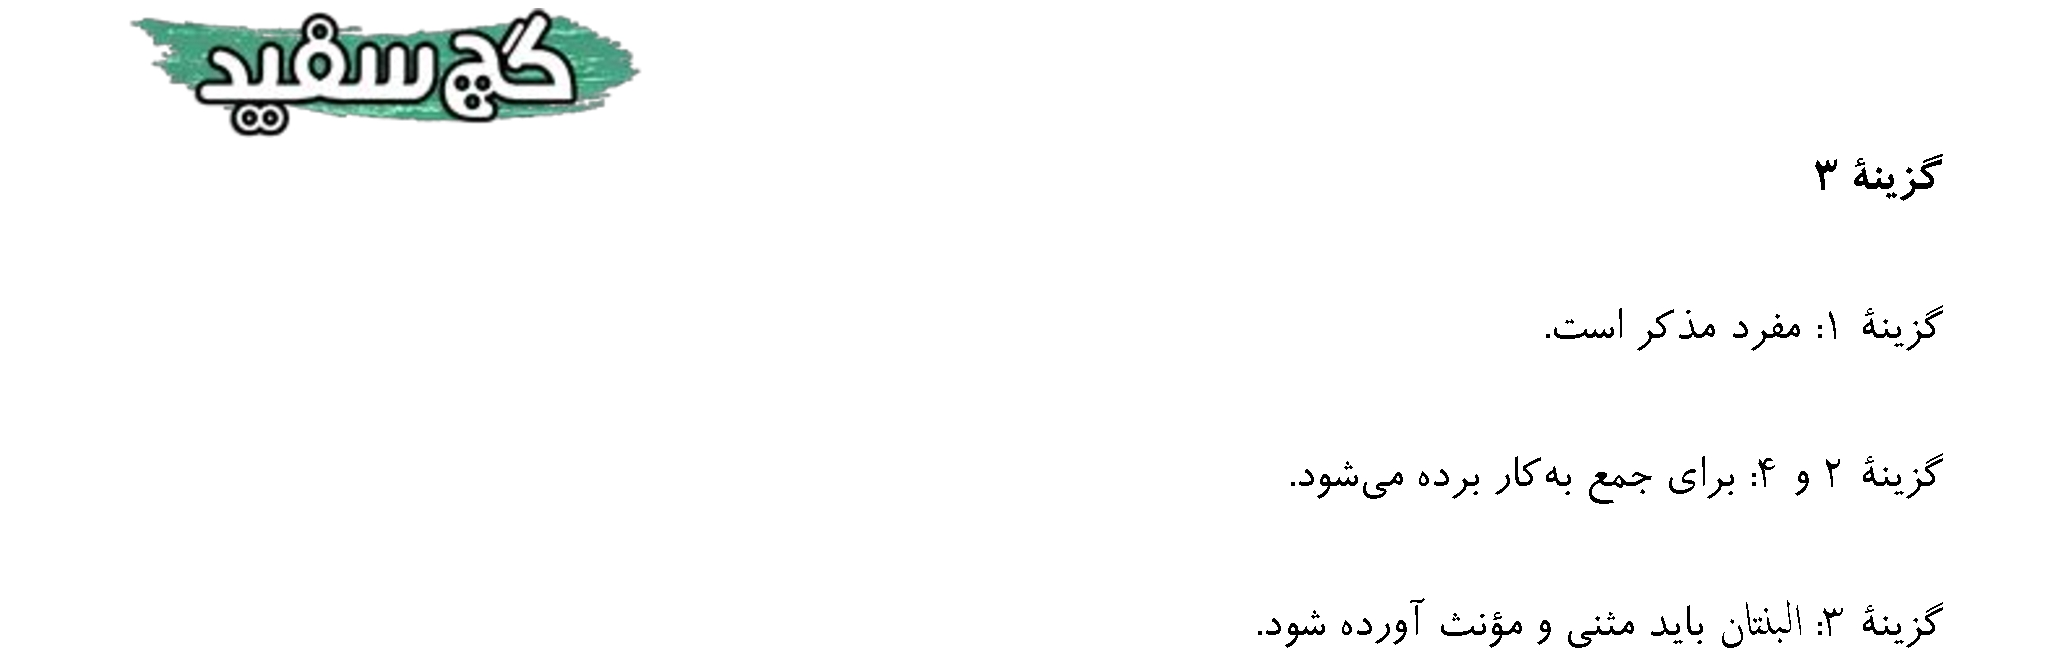 گچ سفید
گزینهٔ ۳
گزینهٔ ۱: مفرد مذکر است.
گزینهٔ ۲ و ۴: برای جمع به‌کار برده می‌شود.
گزینهٔ ۳: البنتان باید مثنی و مؤنث آورده شود.